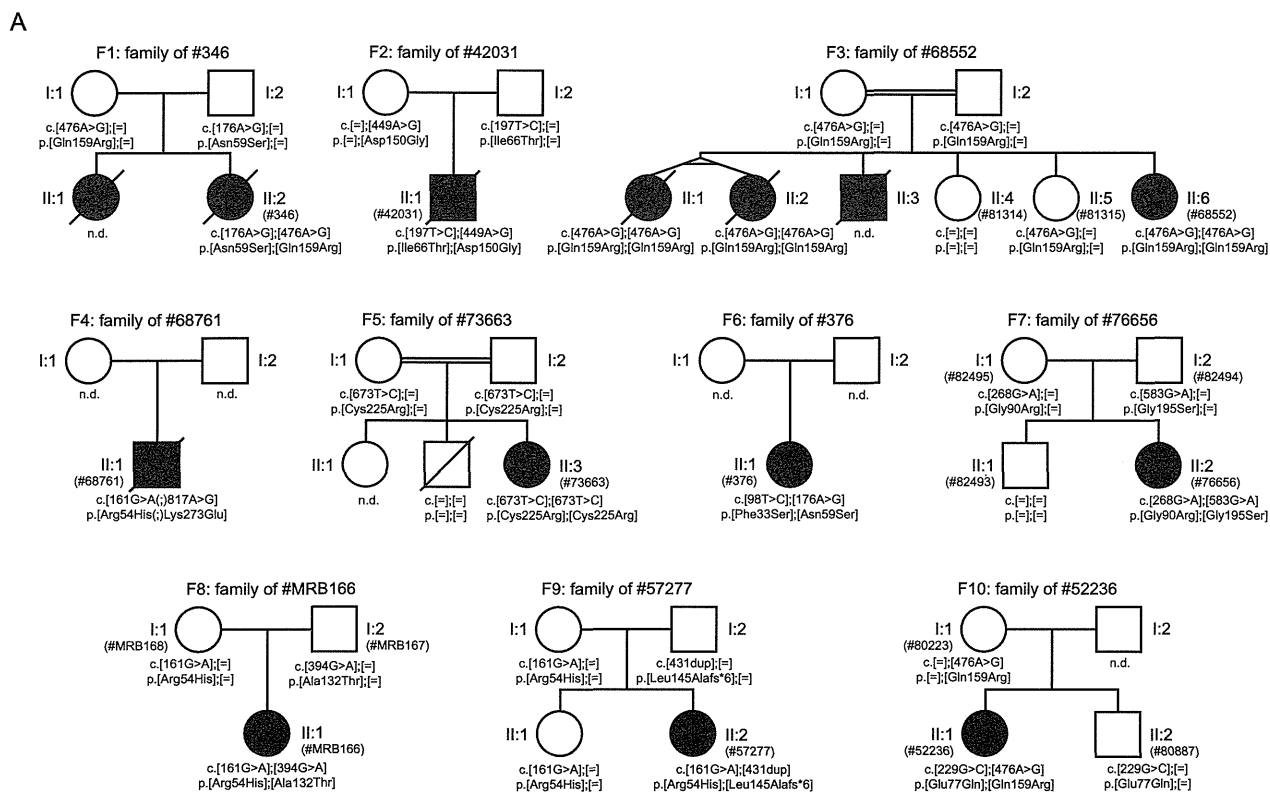 A
F1: family of #346
I:1
I:2
c.[476A>G];[=]
p.[Gln159Arg];[=]
c.[176A>G];[=]
p.[Asn59Ser];[=]
II:1
n.d.
II:2
(#346)
c.[176A>G];[476A>G]
p.[Asn59Ser];[Gln159Arg]
F2: family of #42031
I:1
I:2
c.[=];[449A>G]
p.[=];[Asp150Gly]
c.[197T>C];[=]
p.[Ile66Thr];[=]
II:1
(#42031)
c.[197T>C];[449A>G]
p.[Ile66Thr];[Asp150Gly]
F3: family of #68552
I:1
I:2
c.[476A>G];[=]
p.[Gln159Arg];[=]
c.[476A>G];[=]
p.[Gln159Arg];[=]
II:1
c.[476A>G];[476A>G]
p.[Gln159Arg];[Gln159Arg]
II:2
c.[476A>G];[476A>G]
p.[Gln159Arg];[Gln159Arg]
II:3
n.d.
II:4
(#81314)
c.[=];[=]
p.[=];[=]
II:5
(#81315)
c.[476A>G];[=]
p.[Gln159Arg];[=]
II:6
(#68552)
c.[476A>G];[476A>G]
p.[Gln159Arg];[Gln159Arg]
F4: family of #68761
I:1
I:2
n.d.
n.d.
II:1
(#68761)
c.[161G>A(;)817A>G]
p.[Arg54His(;)Lys273Glu]
F5: family of #73663
I:1
I:2
c.[673T>C];[=]
p.[Cys225Arg];[=]
c.[673T>C];[=]
p.[Cys225Arg];[=]
II:1
n.d.
c.[=];[=]
p.[=];[=]
II:3
(#73663)
c.[673T>C];[673T>C]
p.[Cys225Arg];[Cys225Arg]
F6: family of #376
I:1
I:2
n.d.
n.d.
II:1
(#376)
c.[98T>C];[176A>G]
p.[Phe33Ser];[Asn59Ser]
F7: family of #76656
I:1
(#82495)
I:2
(#82494)
c.[268G>A];[=]
p.[Gly90Arg];[=]
c.[583G>A];[=]
p.[Gly195Ser];[=]
II:1
(#82493)
c.[=];[=]
p.[=];[=]
II:2
(#76656)
c.[268G>A];[583G>A]
p.[Gly90Arg];[Gly195Ser]
F8: family of #MRB166
I:1
(#MRB168)
I:2
(#MRB167)
c.[161G>A];[=]
p.[Arg54His];[=]
c.[394G>A];[=]
p.[Ala132Thr];[=]
II:1
(#MRB166)
c.[161G>A];[394G>A]
p.[Arg54His];[Ala132Thr]
F9: family of #57277
I:1
I:2
c.[161G>A];[=]
p.[Arg54His];[=]
c.[431dup];[=]
p.[Leu145Alafs*6];[=]
II:1
c.[161G>A];[=]
p.[Arg54His];[=]
II:2
(#57277)
c.[161G>A];[431dup]
p.[Arg54His];[Leu145Alafs*6]
F10: family of #52236
I:1
(#80223)
I:2
c.[=];[476A>G]
p.[=];[Gln159Arg]
n.d.
II:1
(#52236)
c.[229G>C];[476A>G]
p.[Glu77Gln];[Gln159Arg]
II:2
(#80887)
c.[229G>C];[=]
p.[Glu77Gln];[=]